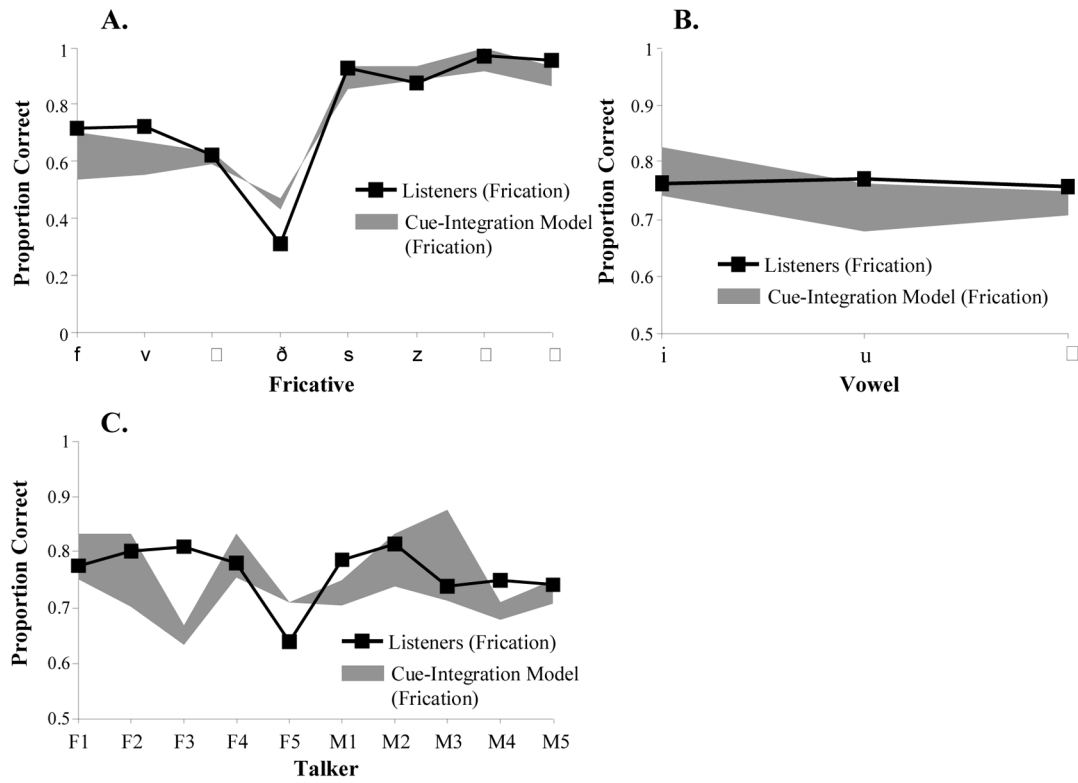 A.
Proportion Correct
1
0.8
0.6
0.4
0.2
0
Listeners (Frication)
Cue-Integration Model
(Frication)
f v □ ð s z □ □
Fricative
B.
Proportion Correct
1
0.9
0.8
0.7
0.6
0.5
Listeners (Frication)
Cue-Integration Model (Frication)
i u □
Vowel
C.
Proportion Correct
1
0.9
0.8
0.7
0.6
0.5
Listeners (Frication)
Cue-Integration Model
(Frication)
F1 F2 F3 F4 F5 M1 M2 M3 M4 M5
Talker